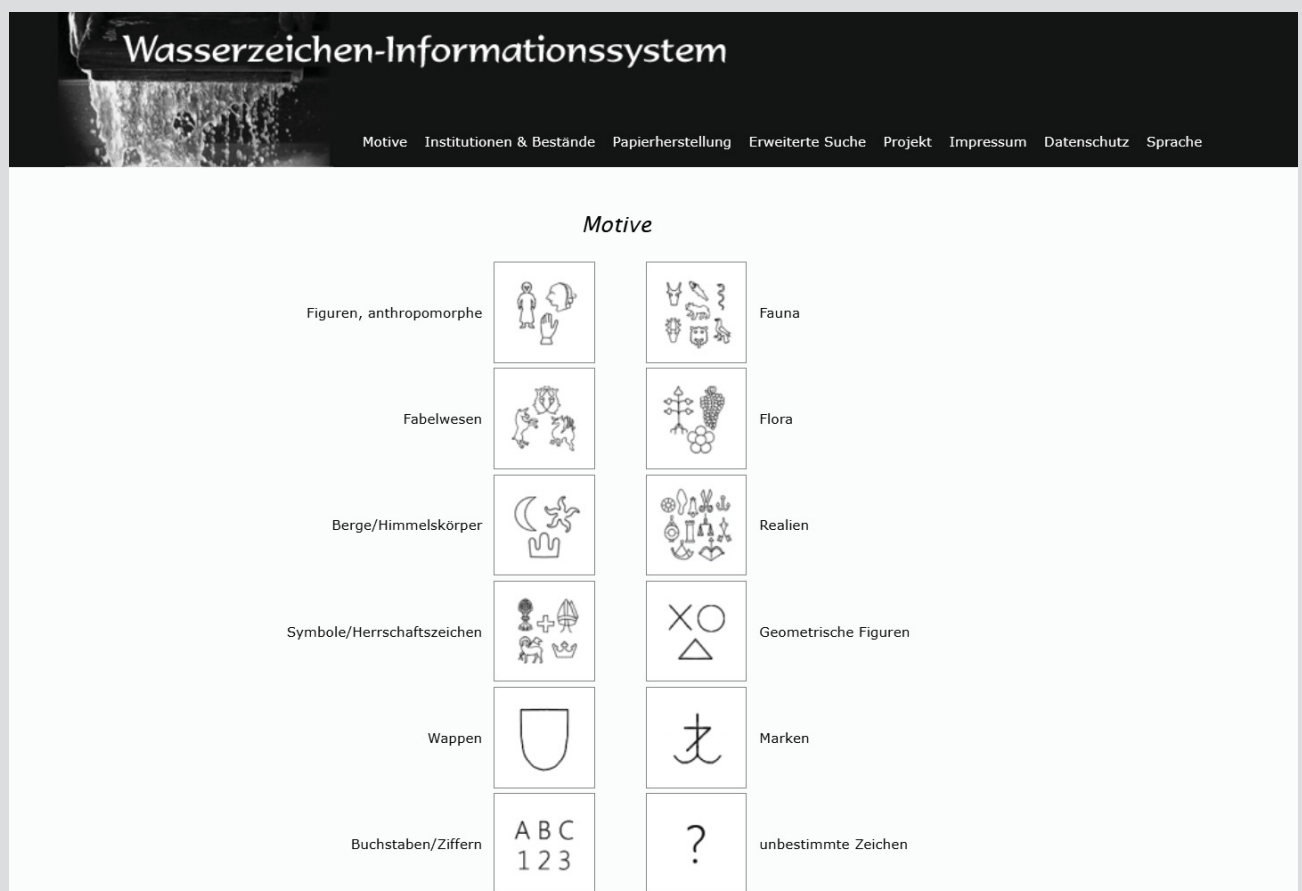 Wasserzeichen-Informationssystem
Motive Institutionen & Bestände Papierherstellung Erweiterte Suche Projekt Impressum Datenschutz Sprache
Motive
Figuren, anthropomorphe
Fauna
Fabelwesen
Flora
Berge/Himmelskörper
Realien
Symbole/Herrschaftszeichen
Geometrische Figuren
Wappen
Marken
Buchstaben/Ziffern
A B C
1 2 3
?
unbestimmte Zeichen